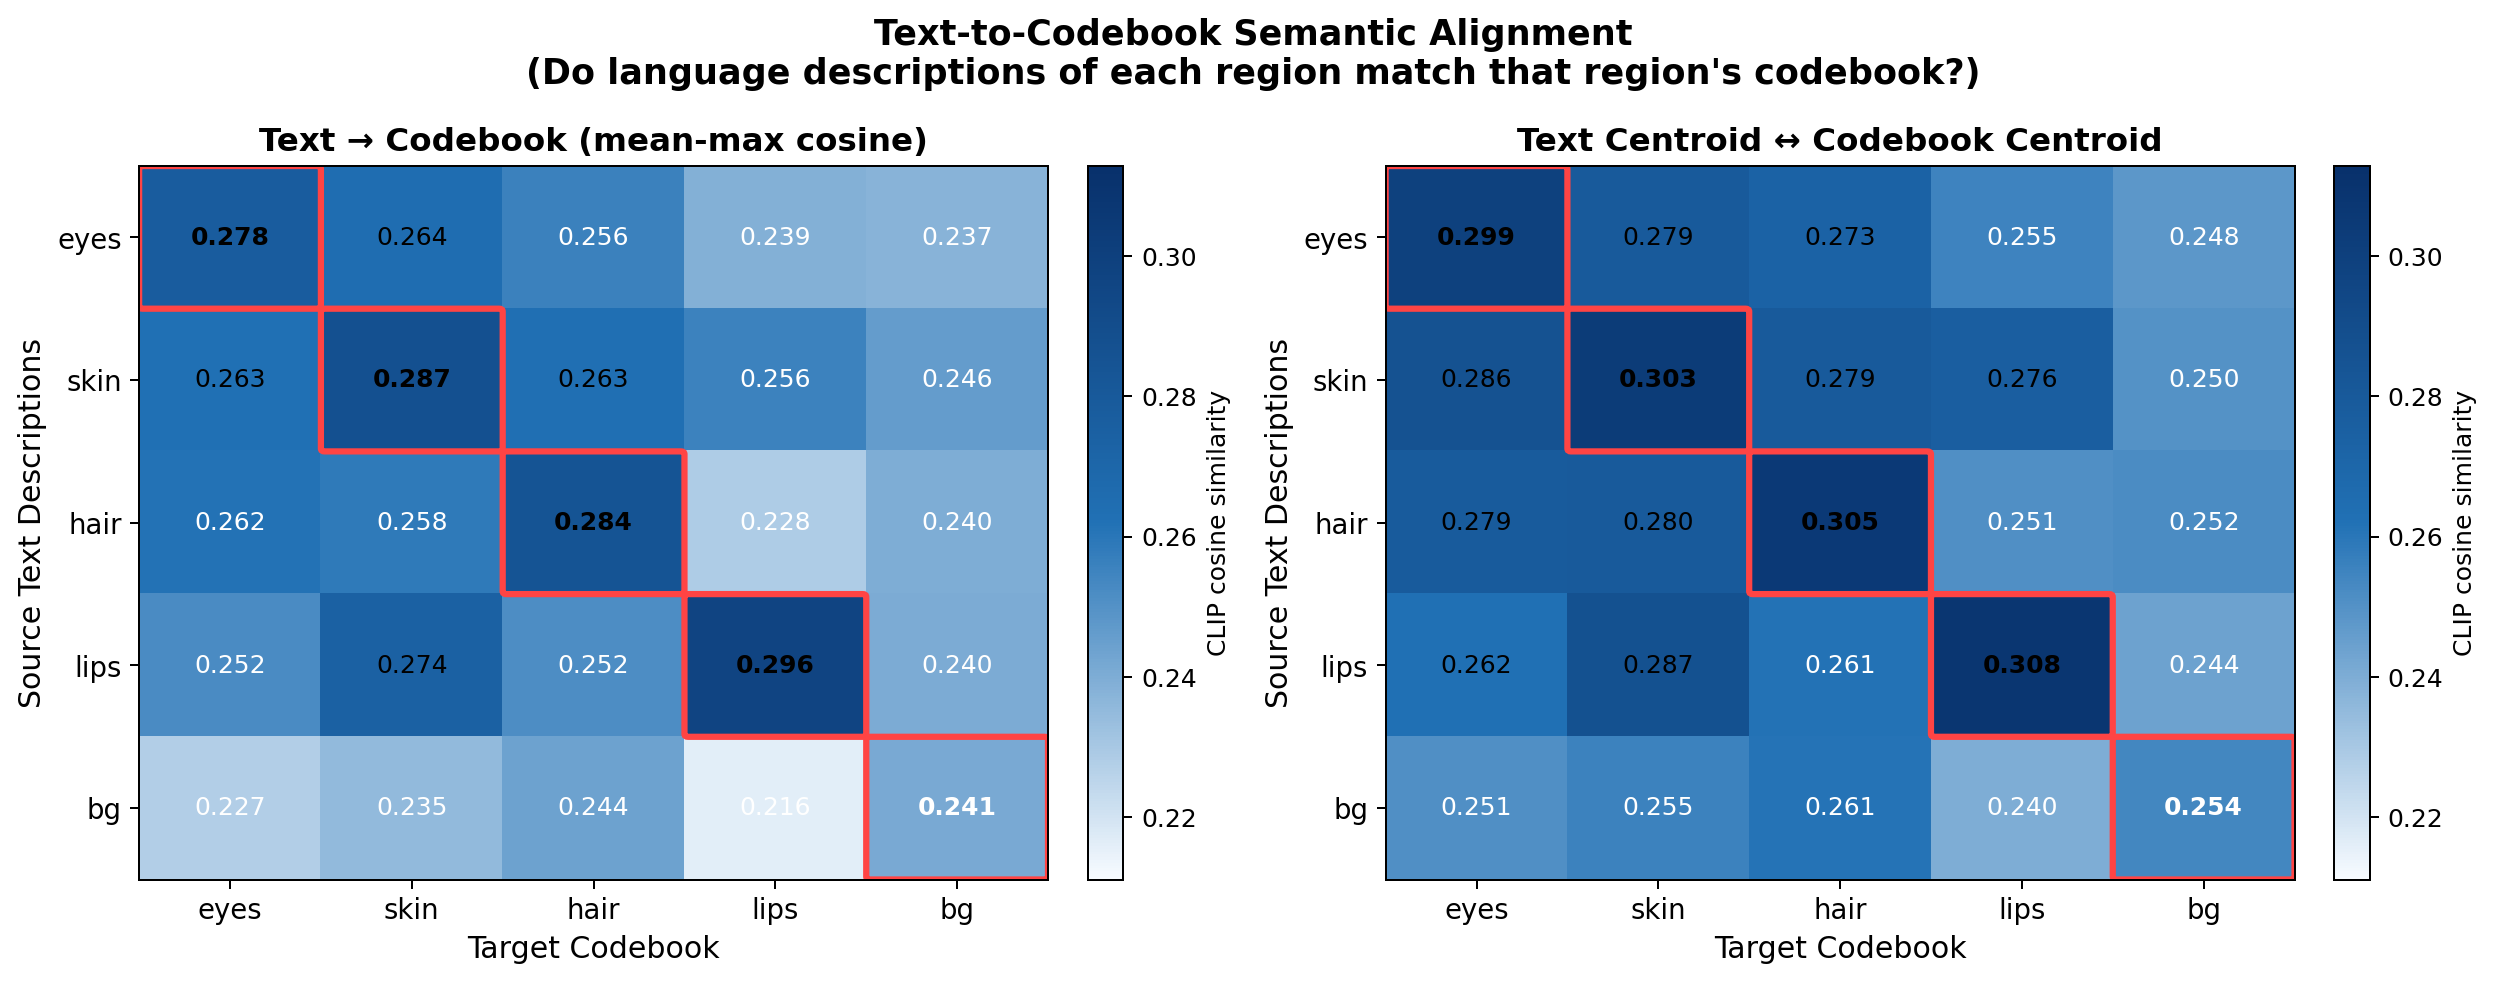 Text-to-Codebook Semantic Alignment
(Do language descriptions of each region match that region's codebook?)
Text → Codebook (mean-max cosine)
Source Text Descriptions
eyes 0.278 0.264 0.256 0.239 0.237
skin 0.263 0.287 0.263 0.256 0.246
hair 0.262 0.258 0.284 0.228 0.240
lips 0.252 0.274 0.252 0.296 0.240
bg 0.227 0.235 0.244 0.216 0.241
eyes skin hair lips bg
Target Codebook
0.30
0.28
0.26
0.24
0.22
CLIP cosine similarity
Text Centroid ↔ Codebook Centroid
Source Text Descriptions
eyes 0.299 0.279 0.273 0.255 0.248
skin 0.286 0.303 0.279 0.276 0.250
hair 0.279 0.280 0.305 0.251 0.252
lips 0.262 0.287 0.261 0.308 0.244
bg 0.251 0.255 0.261 0.240 0.254
eyes skin hair lips bg
Target Codebook
0.30
0.28
0.26
0.24
0.22
CLIP cosine similarity